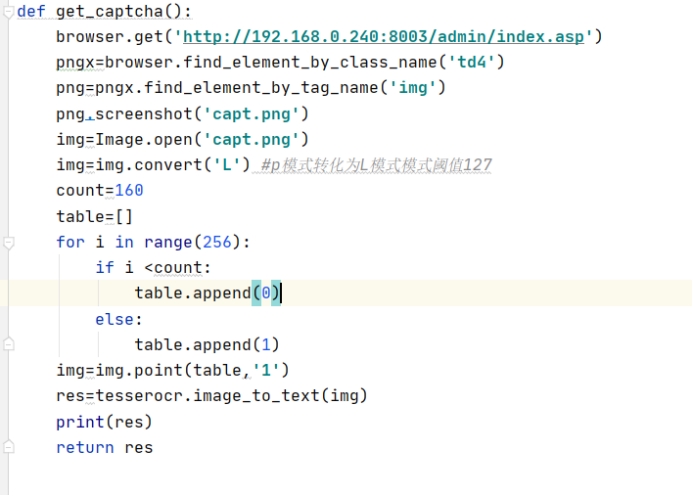 def get_captcha():
browser.get('http://192.168.0.240:8003/admin/index.asp')
pngx=browser.find_element_by_class_name('td4')
png=pngx.find_element_by_tag_name('img')
png.screenshot('capt.png')
img=Image.open('capt.png')
img=img.convert('L') #p模式转化为L模式模式阈值127
count=160
table=[]
for i in range(256):
if i <count:
table.append(0)
else:
table.append(1)
img=img.point(table,'1')
res=tesserocr.image_to_text(img)
print(res)
return res